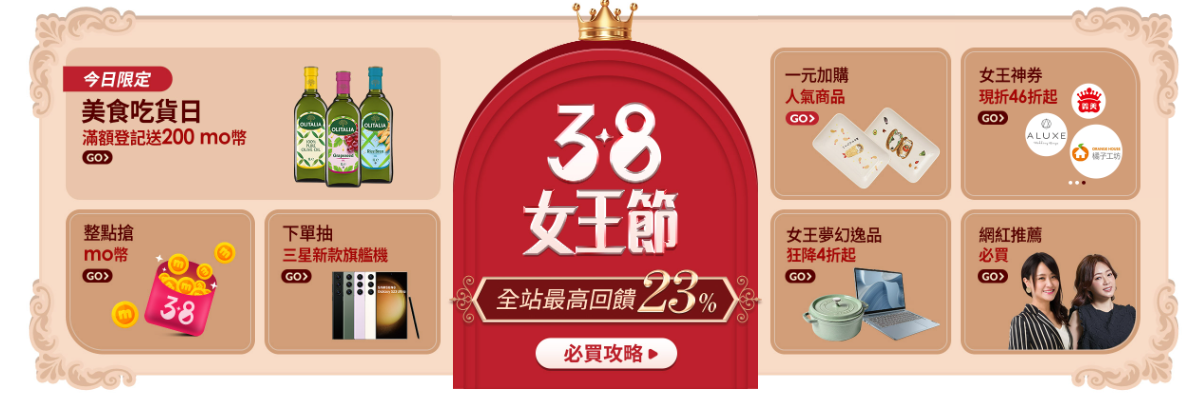 今日限定
美食吃貨日
滿額登記送200 mo幣
GO
OLITALIA
OLITALIA
OLITALIA
整點搶
mo幣
GO
3.8
下單抽
三星新款旗艦機
GO
3.8
女王節
全站最高回饋23%
必買攻略
一元加購
人氣商品
GO
女王神券
現折46折起
GO
ALUXE
橘子工坊
女王夢幻逸品
狂降4折起
GO
網紅推薦
必買
GO